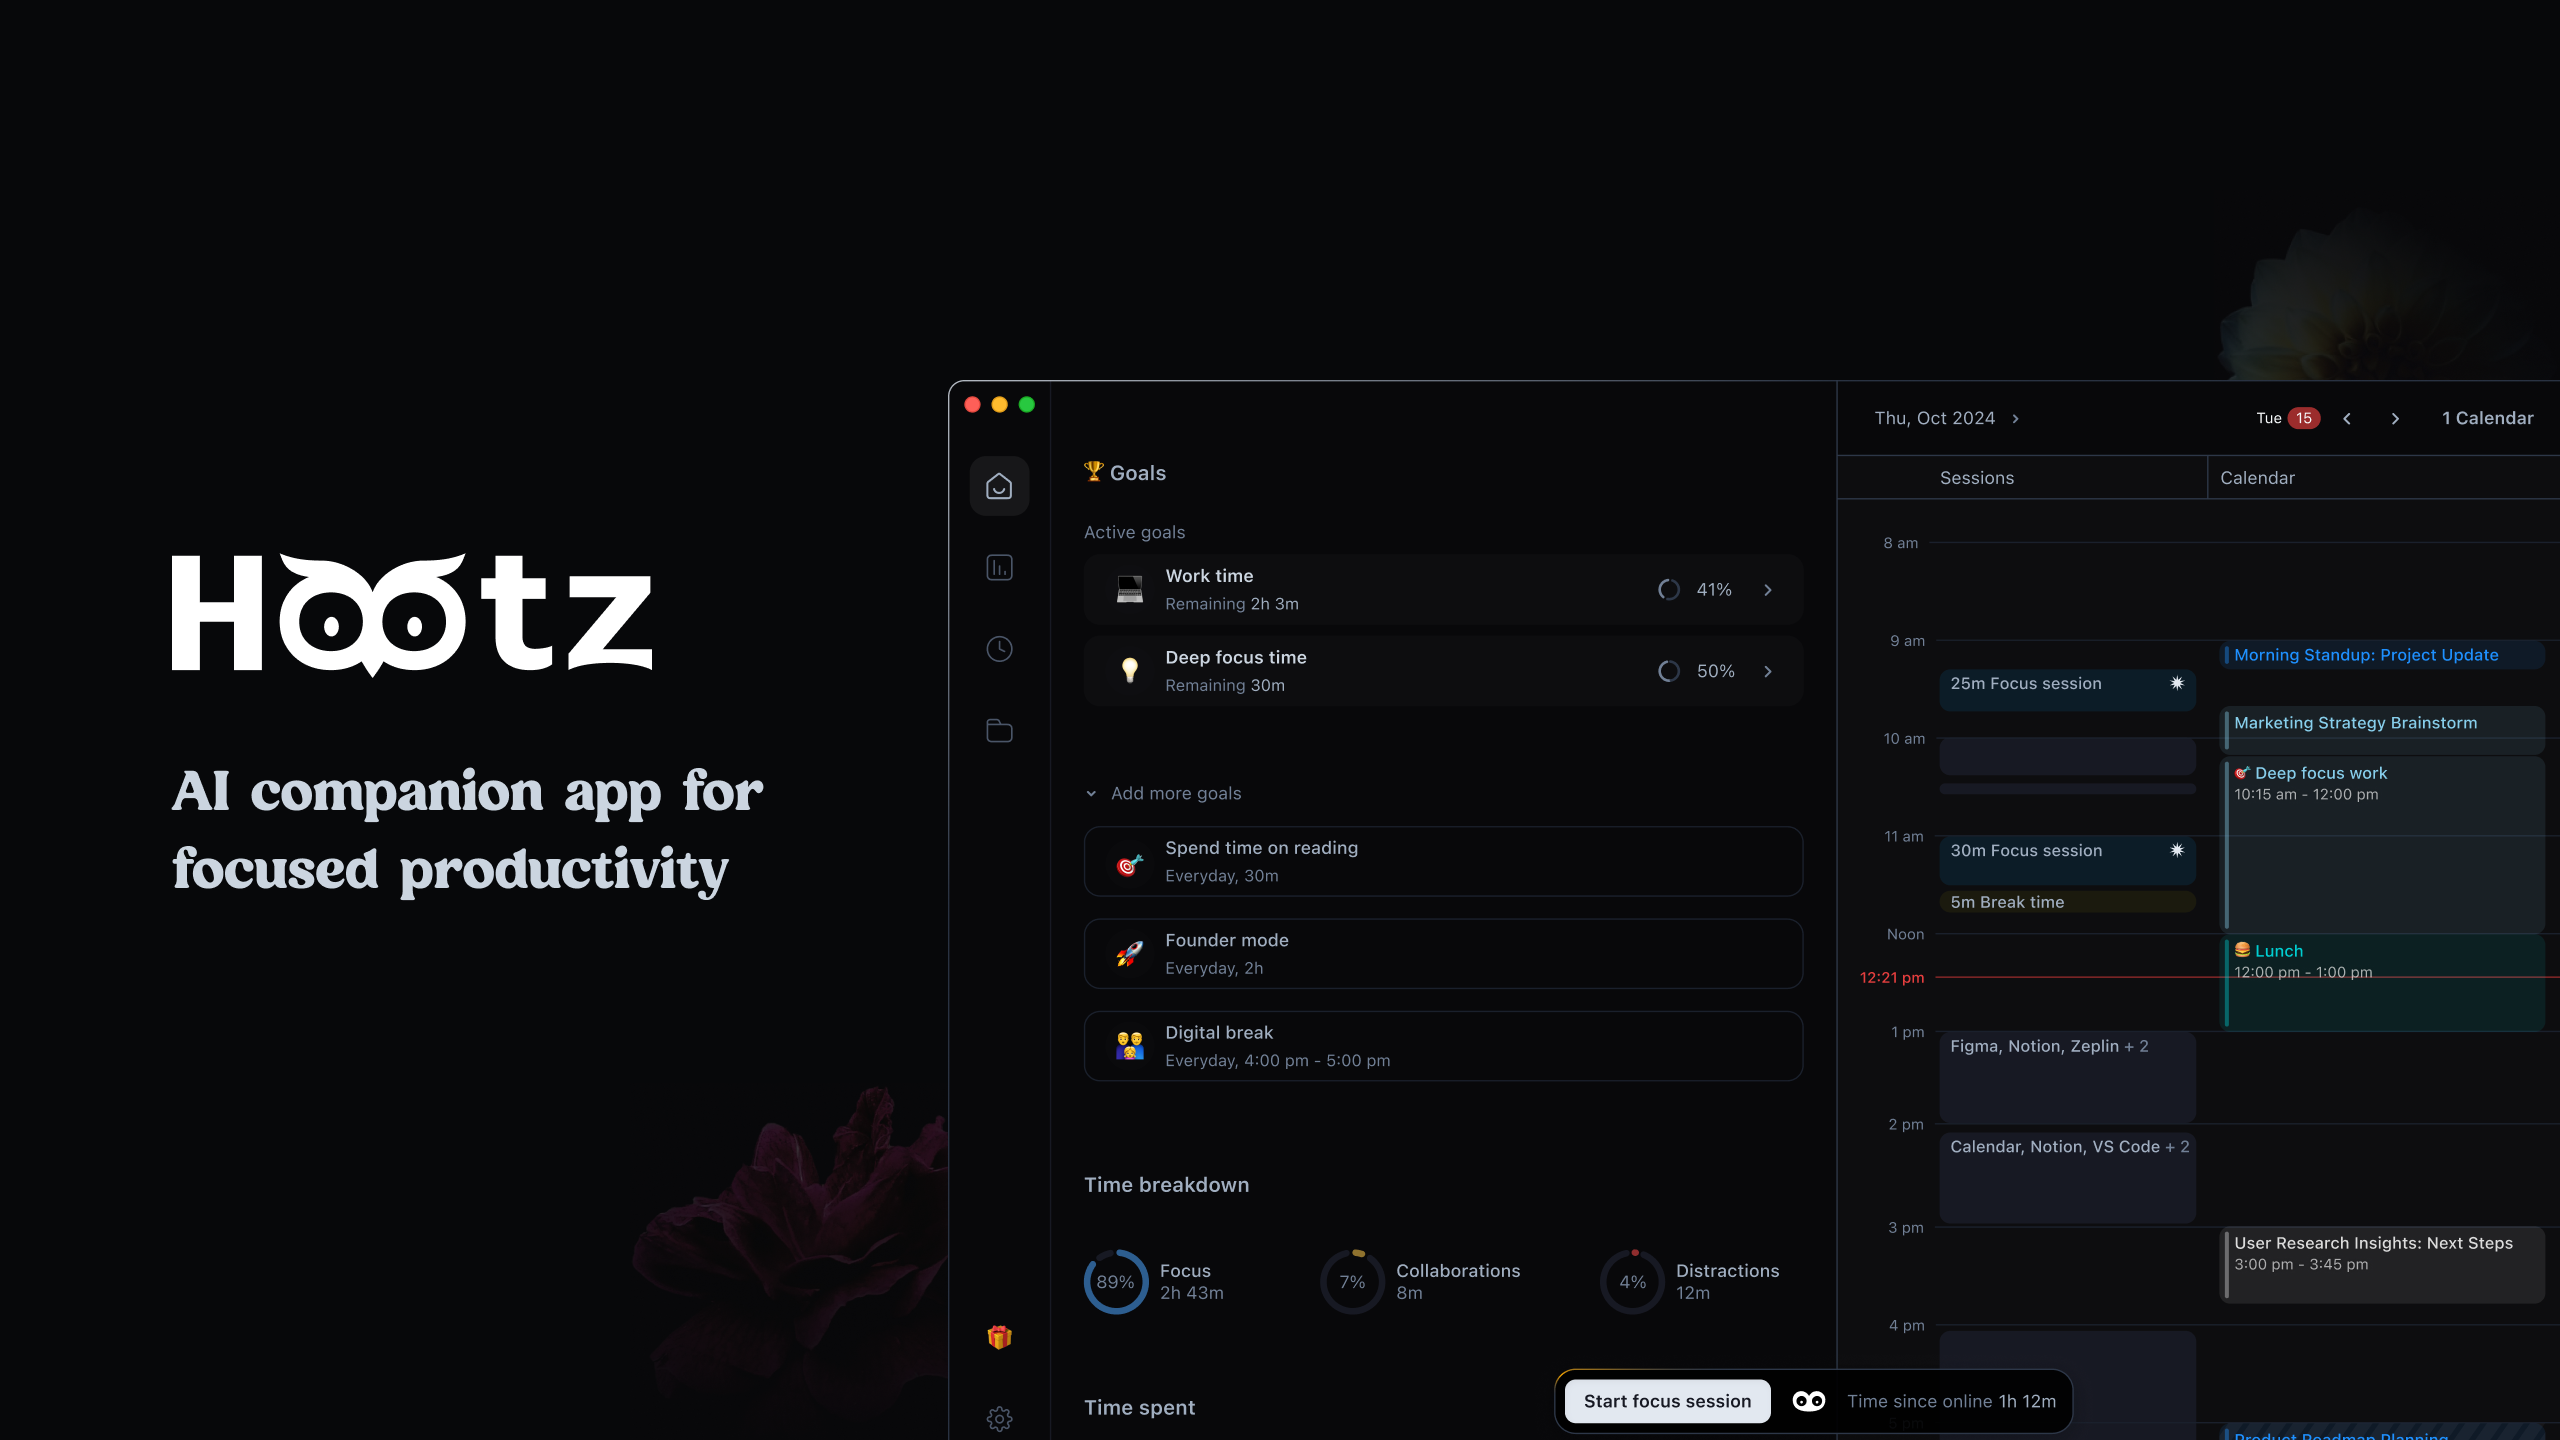 Hootz
AI companion app for
focused productivity
Goals
Active goals
Work time
Remaining 2h 3m
41%
Deep focus time
Remaining 30m
50%
Add more goals
Spend time on reading
Everyday, 30m
Founder mode
Everyday, 2h
Digital break
Everyday, 4:00 pm - 5:00 pm
Time breakdown
89%
Focus
2h 43m
7%
Collaborations
8m
4%
Distractions
12m
Time spent
Thu, Oct 2024
Tue 15
1 Calendar
Sessions
Calendar
8 am
9 am
Morning Standup: Project Update
25m Focus session
Marketing Strategy Brainstorm
10 am
Deep focus work
10:15 am - 12:00 pm
11 am
30m Focus session
5m Break time
Noon
Lunch
12:00 pm - 1:00 pm
12:21 pm
1 pm
Figma, Notion, Zeplin + 2
2 pm
Calendar, Notion, VS Code + 2
3 pm
User Research Insights: Next Steps
3:00 pm - 3:45 pm
4 pm
Start focus session
Time since online 1h 12m
5 pm
Product Roadmap Planning